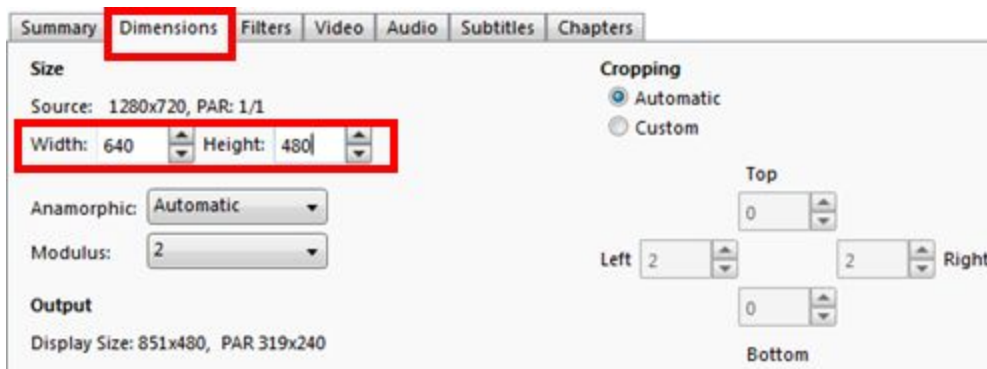 Summary Dimensions Filters Video Audio Subtitles Chapters
Size
Source: 1280x720, PAR: 1/1
Width: 640 Height: 480
Anamorphic: Automatic
Modulus: 2
Output
Display Size: 851x480, PAR 319x240
Cropping
Automatic
Custom
Top
0
Left 2 2 Right
0
Bottom